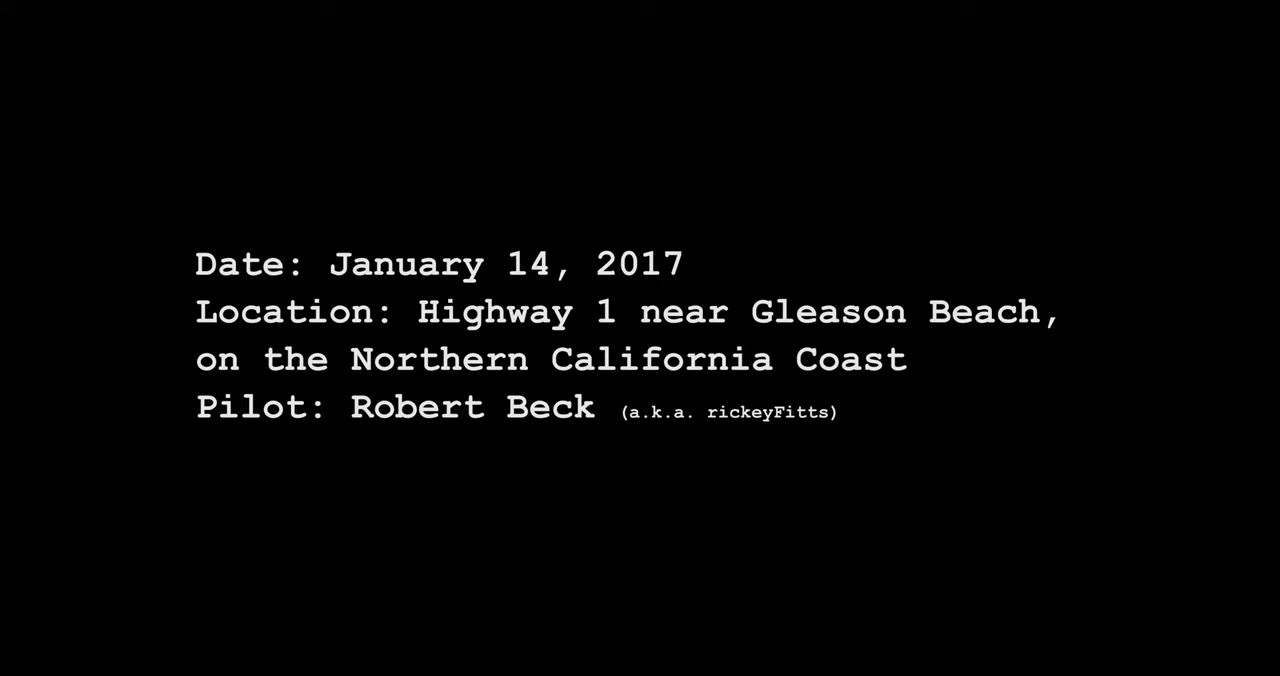 Date: January 14, 2017
Location: Highway 1 near Gleason Beach,
on the Northern California Coast
Pilot: Robert Beck (a.k.a. rickeyFitts)